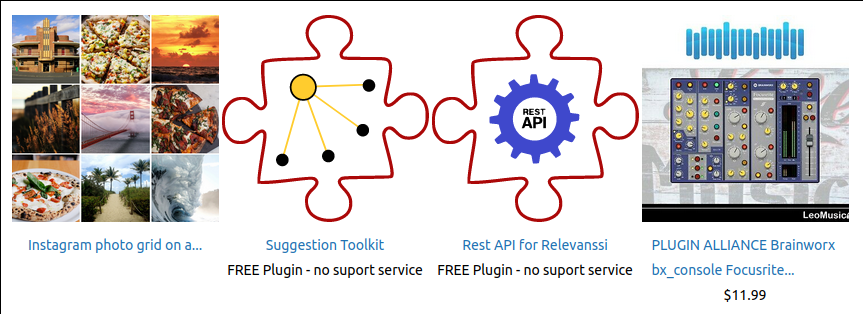 REST
API
LeoMusica
Instagram photo grid on a...
Suggestion Toolkit
Rest API for Relevanssi
PLUGIN ALLIANCE Brainworx
FREE Plugin - no suport service
FREE Plugin - no suport service
bx_console Focusrite...
$11.99